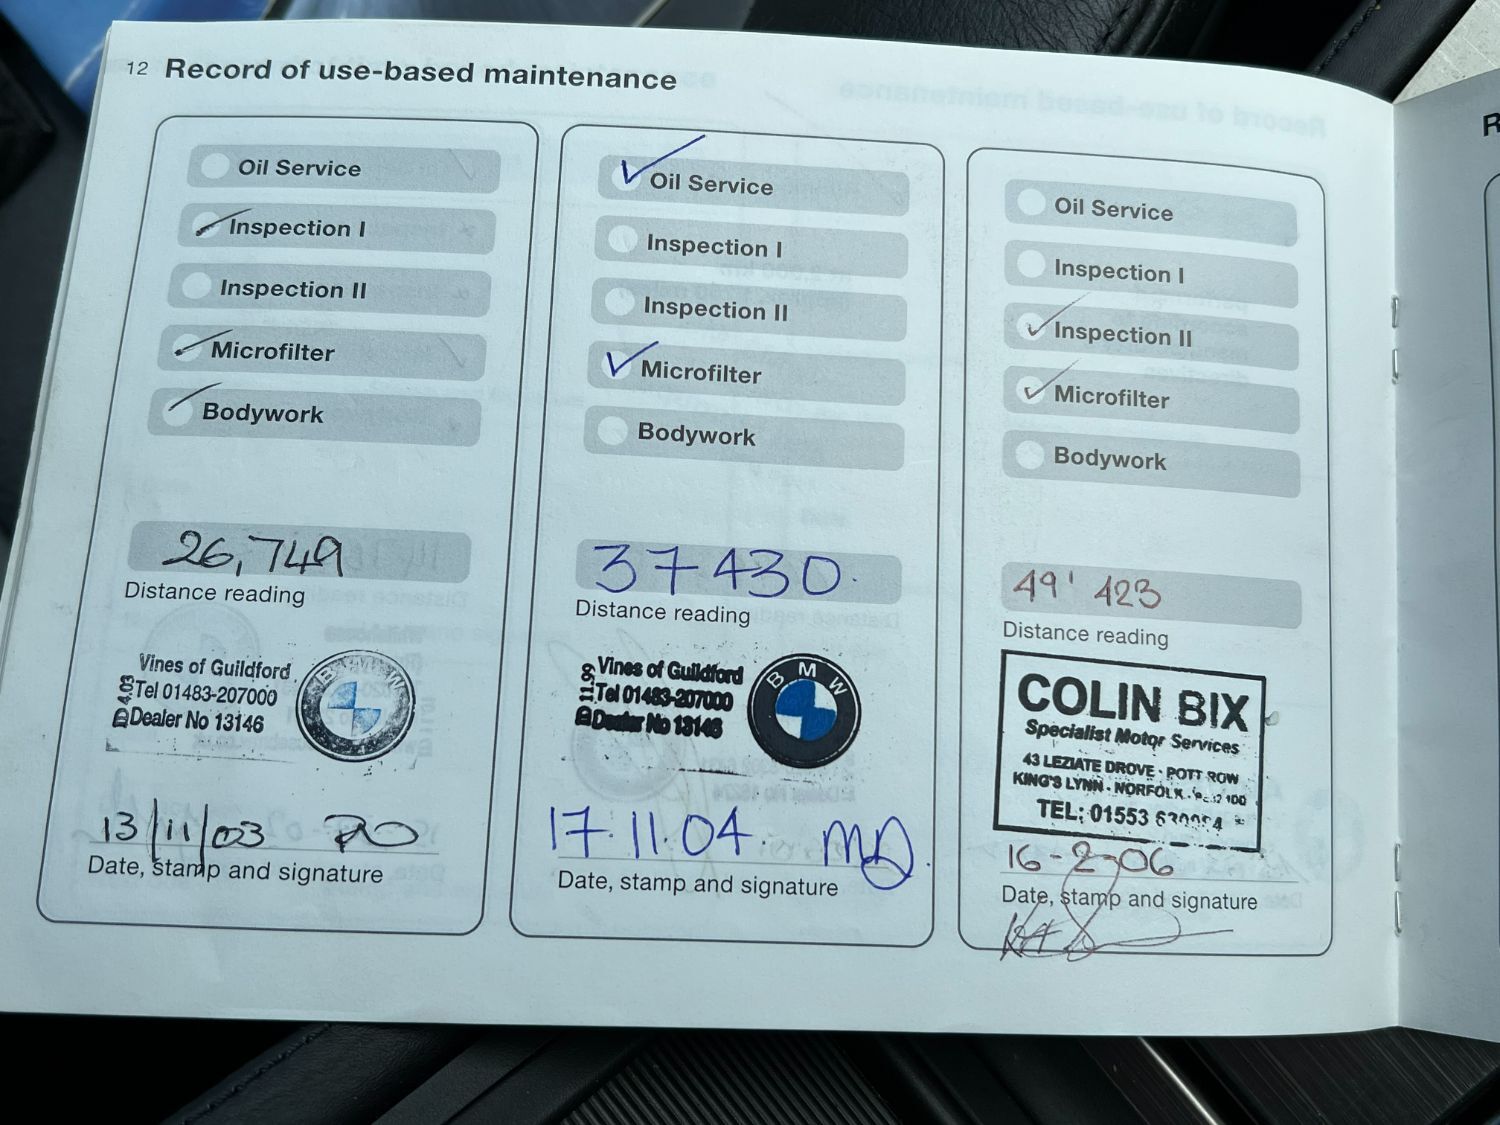 12 Record of use-based maintenance
Oil Service
Inspection I
Inspection II
Microfilter
Bodywork
26,749
Distance reading
Vines of Guildford
Tel 01483-207000
Dealer No 13146
BMW
13/11/03
Date, stamp and signature
Oil Service
Inspection I
Inspection II
Microfilter
Bodywork
37430.
Distance reading
Vines of Guildford
Tel 01483-207000
Dealer No 13146
BMW
17.11.04.
Date, stamp and signature
Oil Service
Inspection I
Inspection II
Microfilter
Bodywork
49' 423
Distance reading
COLIN BIX
Specialist Motor Services
43 LEZIATE DROVE - POTT ROW
KING'S LYNN - NORFOLK
TEL: 01553
16-2-06
Date, stamp and signature
R